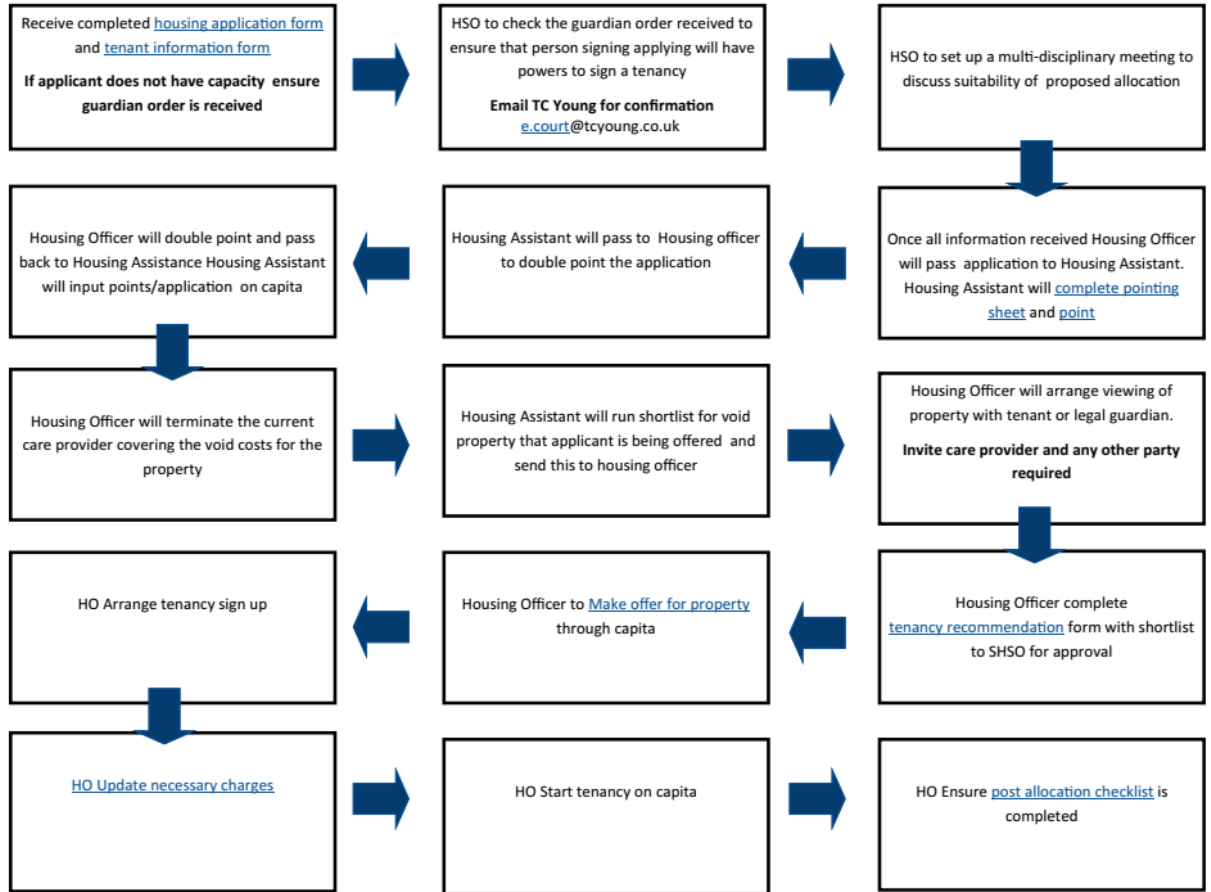 Receive completed housing application form
and tenant information form
If applicant does not have capacity ensure
guardian order is received
HSO to check the guardian order received to
ensure that person signing applying will have
powers to sign a tenancy
Email TC Young for confirmation
e.court@tcyoung.co.uk
HSO to set up a multi-disciplinary meeting to
discuss suitability of proposed allocation
Once all information received Housing Officer
will pass application to Housing Assistant.
Housing Assistant will complete pointing
sheet and point
Housing Assistant will pass to Housing officer
to double point the application
Housing Officer will double point and pass
back to Housing Assistance Housing Assistant
will input points/application on capita
Housing Officer will terminate the current
care provider covering the void costs for the
property
Housing Assistant will run shortlist for void
property that applicant is being offered and
send this to housing officer
Housing Officer will arrange viewing of
property with tenant or legal guardian.
Invite care provider and any other party
required
Housing Officer complete
tenancy recommendation form with shortlist
to SHSO for approval
Housing Officer to Make offer for property
through capita
HO Arrange tenancy sign up
HO Update necessary charges
HO Start tenancy on capita
HO Ensure post allocation checklist is
completed